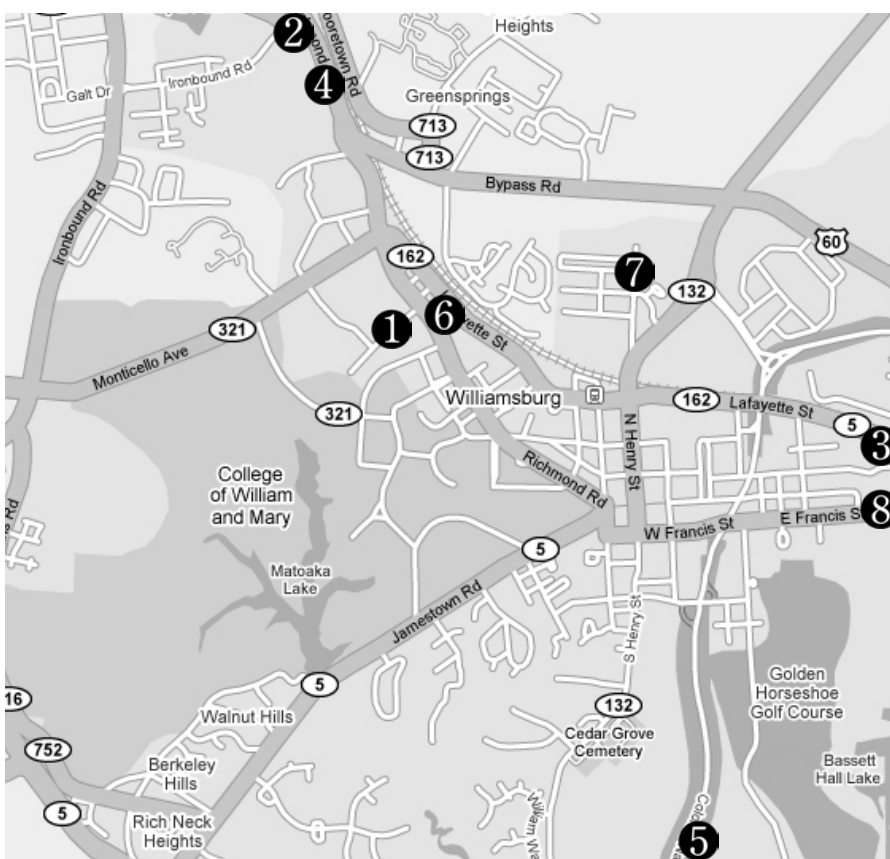 2
4
Heights
Ironbound Rd
Galt Dr
Greensprings
713
713
Bypass Rd
Ironbound Rd
60
162
7
132
321
1
6
Monticello Ave
Williamsburg
162
Lafayette St
5
3
321
N Henry St
College
of William
and Mary
Richmond Rd
8
W Francis St
E Francis S
5
Matoaka
Lake
Jamestown Rd
S Henry St
5
Golden
Horseshoe
Golf Course
16
Walnut Hills
132
Cedar Grove
Cemetery
752
Berkeley
Hills
Bassett
Hall Lake
5
Rich Neck
Heights
5